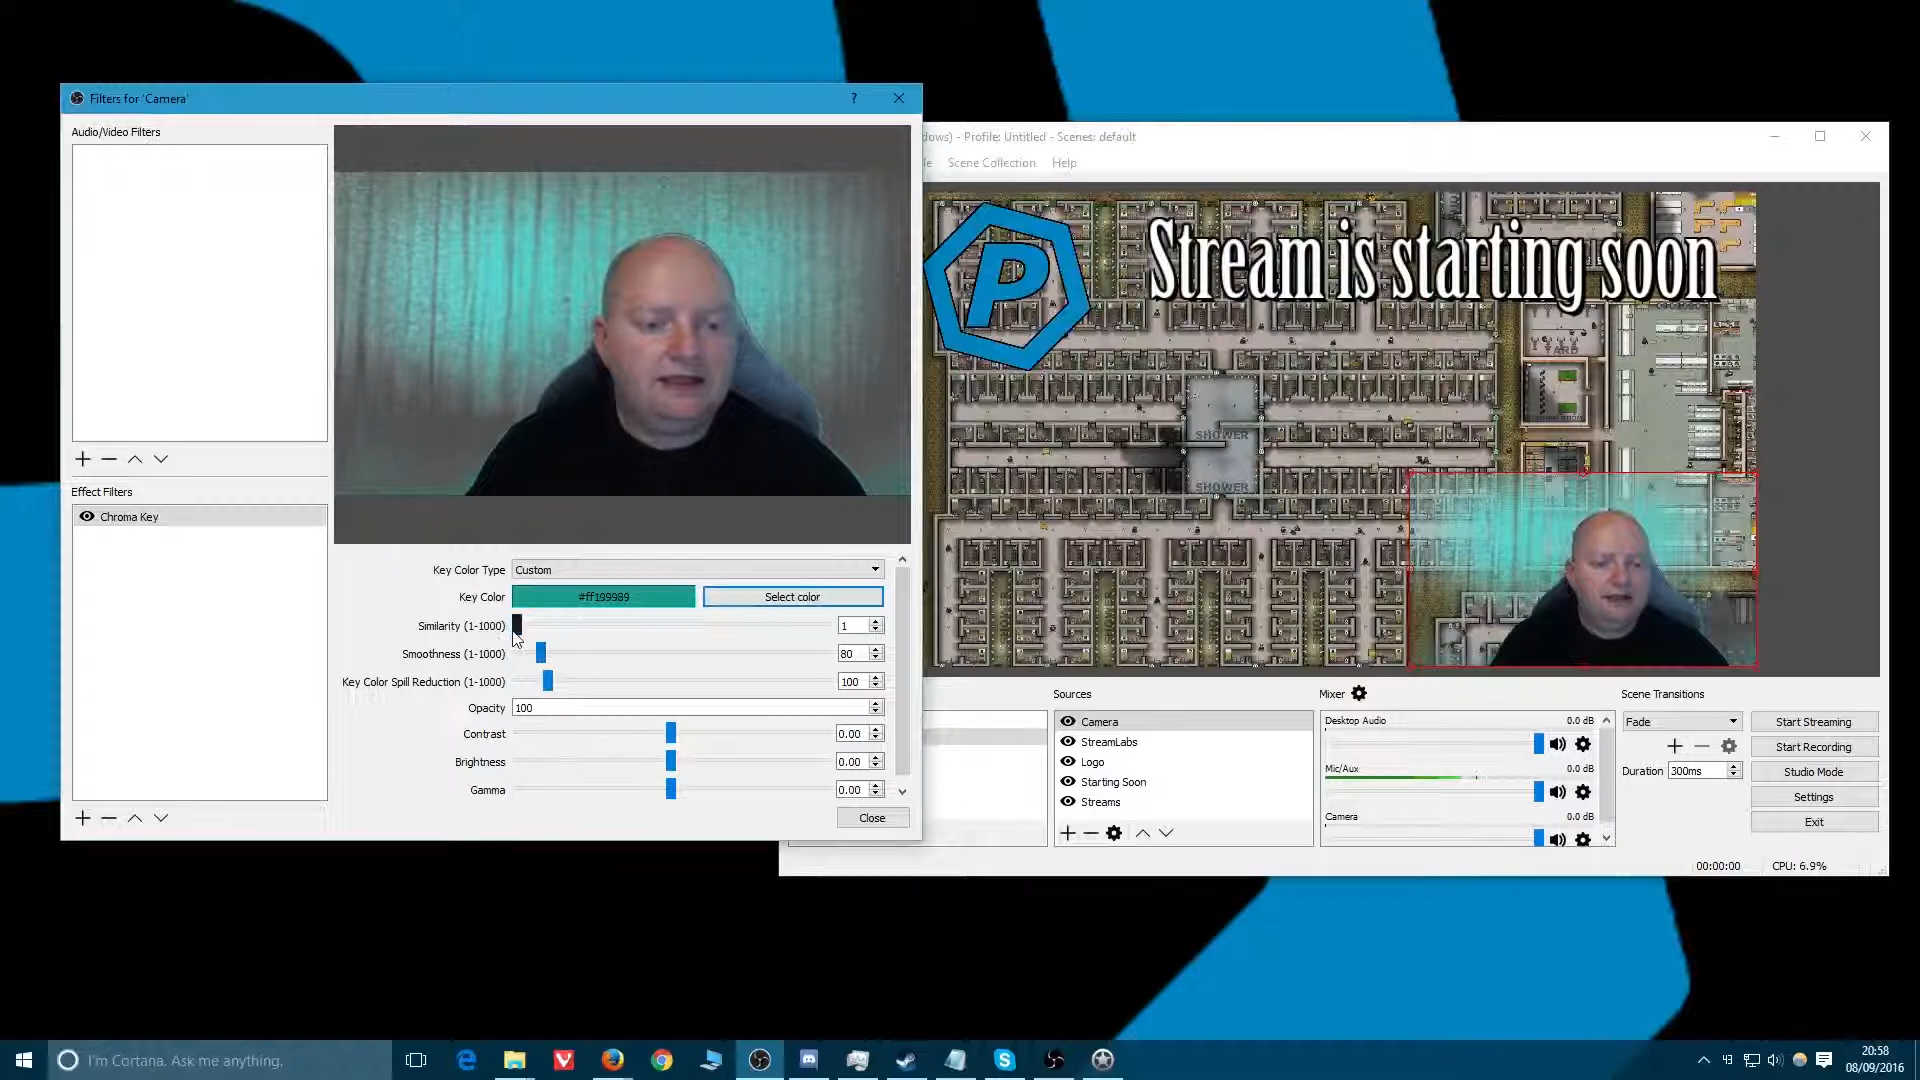 Filters for 'Camera'
?
Audio/Video Filters
Effect Filters
Chroma Key
Key Color Type
Custom
Key Color
#ff199989
Select color
Similarity (1-1000)
1
Smoothness (1-1000)
80
Key Color Spill Reduction (1-1000)
100
Opacity
100
Contrast
0.00
Brightness
0.00
Gamma
0.00
Close
dows) - Profile: Untitled - Scenes: default
le
Scene Collection
Help
P
Stream is starting soon
YARD
SHOWER
SHOWER
Sources
Camera
StreamLabs
Logo
Starting Soon
Streams
Mixer
Desktop Audio
0.0 dB
Mic/Aux
0.0 dB
Camera
0.0 dB
Scene Transitions
Fade
Duration
300ms
Start Streaming
Start Recording
Studio Mode
Settings
Exit
00:00:00
CPU: 6.9%
I'm Cortana. Ask me anything.
43
20:58
08/09/2016